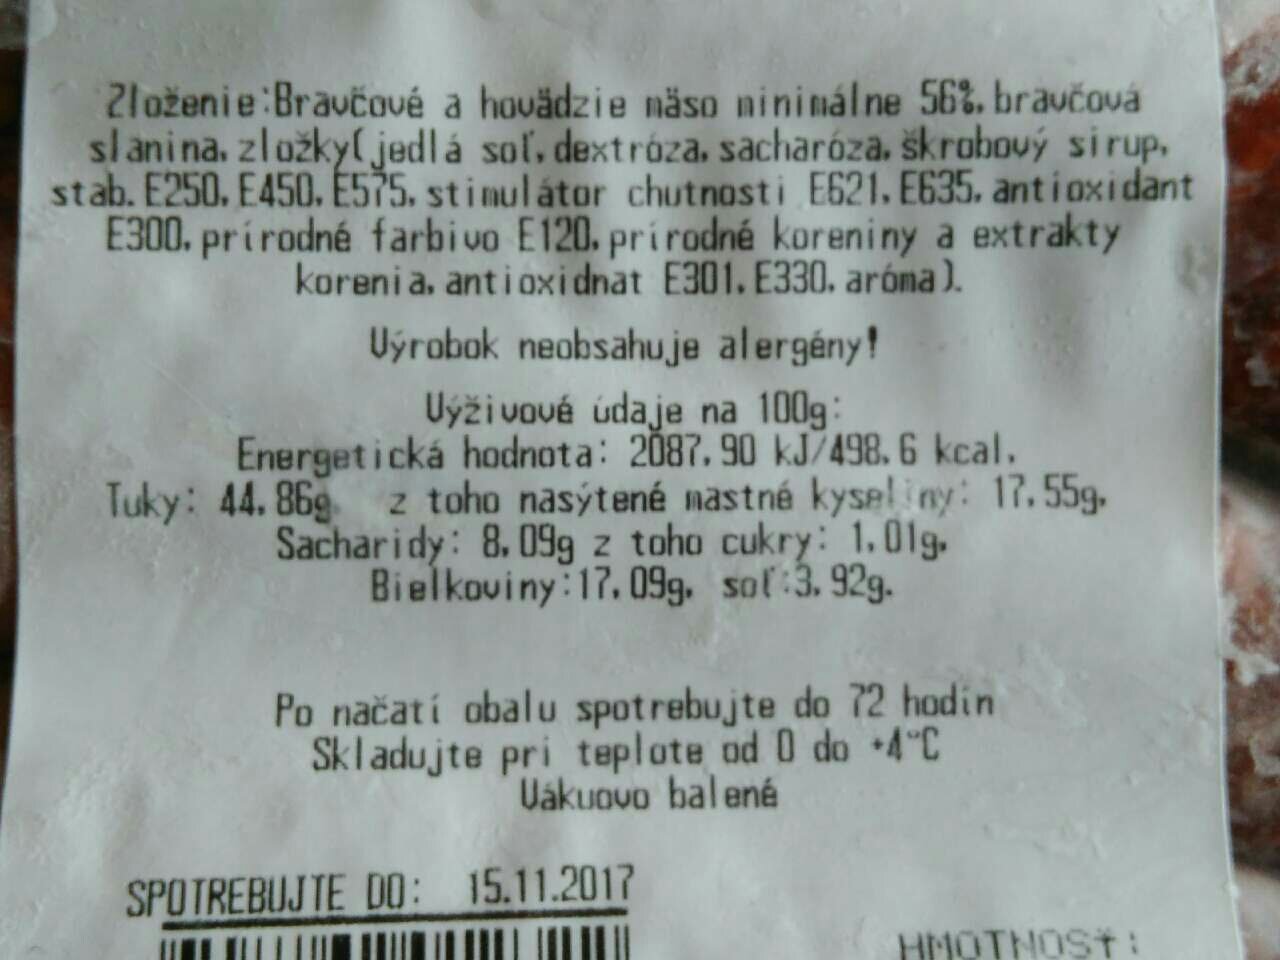 Zloženie:Bravčové a hovädzie mäso minimálne 56%, bravčová
slanina, zložky(jedlá soľ, dextróza, sacharóza, škrobový sirup,
stab. E250, E450, E575, stimulátor chutnosti E621, E635, antioxidant
E300, prírodné farbivo E120, prírodné koreniny a extrakty
korenia, antioxidnat E301, E330, aróma).
Výrobok neobsahuje alergény!
Výživové údaje na 100g:
Energetická hodnota: 2087,90 kJ/498,6 kcal,
Tuky: 44,86g, z toho nasýtené mastné kyseliny: 17,55g,
Sacharidy: 8,09g z toho cukry: 1,01g,
Bielkoviny:17,09g, soľ:3,92g.
Po načatí obalu spotrebujte do 72 hodín
Skladujte pri teplote od 0 do +4°C
Vákuovo balené
SPOTREBUJTE DO: 15.11.2017
HMOTNOSŤ: